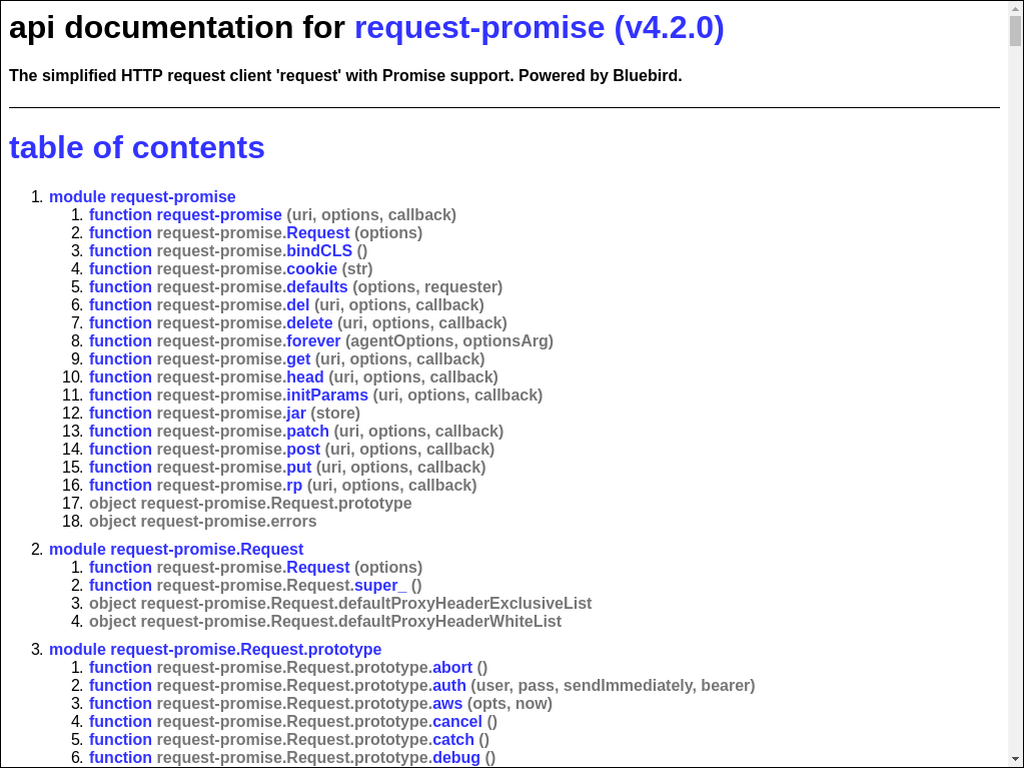 api documentation for request-promise (v4.2.0)
The simplified HTTP request client 'request' with Promise support. Powered by Bluebird.
table of contents
1. module request-promise
1. function request-promise (uri, options, callback)
2. function request-promise.Request (options)
3. function request-promise.bindCLS ()
4. function request-promise.cookie (str)
5. function request-promise.defaults (options, requester)
6. function request-promise.del (uri, options, callback)
7. function request-promise.delete (uri, options, callback)
8. function request-promise.forever (agentOptions, optionsArg)
9. function request-promise.get (uri, options, callback)
10. function request-promise.head (uri, options, callback)
11. function request-promise.initParams (uri, options, callback)
12. function request-promise.jar (store)
13. function request-promise.patch (uri, options, callback)
14. function request-promise.post (uri, options, callback)
15. function request-promise.put (uri, options, callback)
16. function request-promise.rp (uri, options, callback)
17. object request-promise.Request.prototype
18. object request-promise.errors
2. module request-promise.Request
1. function request-promise.Request (options)
2. function request-promise.Request.super_ ()
3. object request-promise.Request.defaultProxyHeaderExclusiveList
4. object request-promise.Request.defaultProxyHeaderWhiteList
3. module request-promise.Request.prototype
1. function request-promise.Request.prototype.abort ()
2. function request-promise.Request.prototype.auth (user, pass, sendImmediately, bearer)
3. function request-promise.Request.prototype.aws (opts, now)
4. function request-promise.Request.prototype.cancel ()
5. function request-promise.Request.prototype.catch ()
6. function request-promise.Request.prototype.debug ()